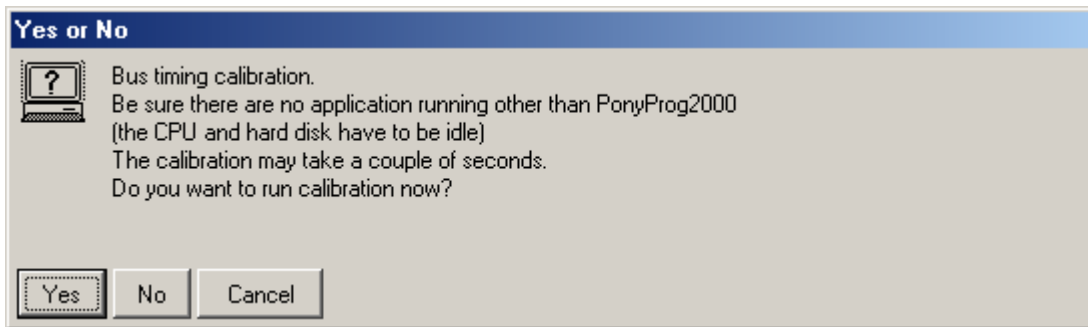 Yes or No
?
Bus timing calibration.
Be sure there are no application running other than PonyProg2000
(the CPU and hard disk have to be idle)
The calibration may take a couple of seconds.
Do you want to run calibration now?
Yes No Cancel